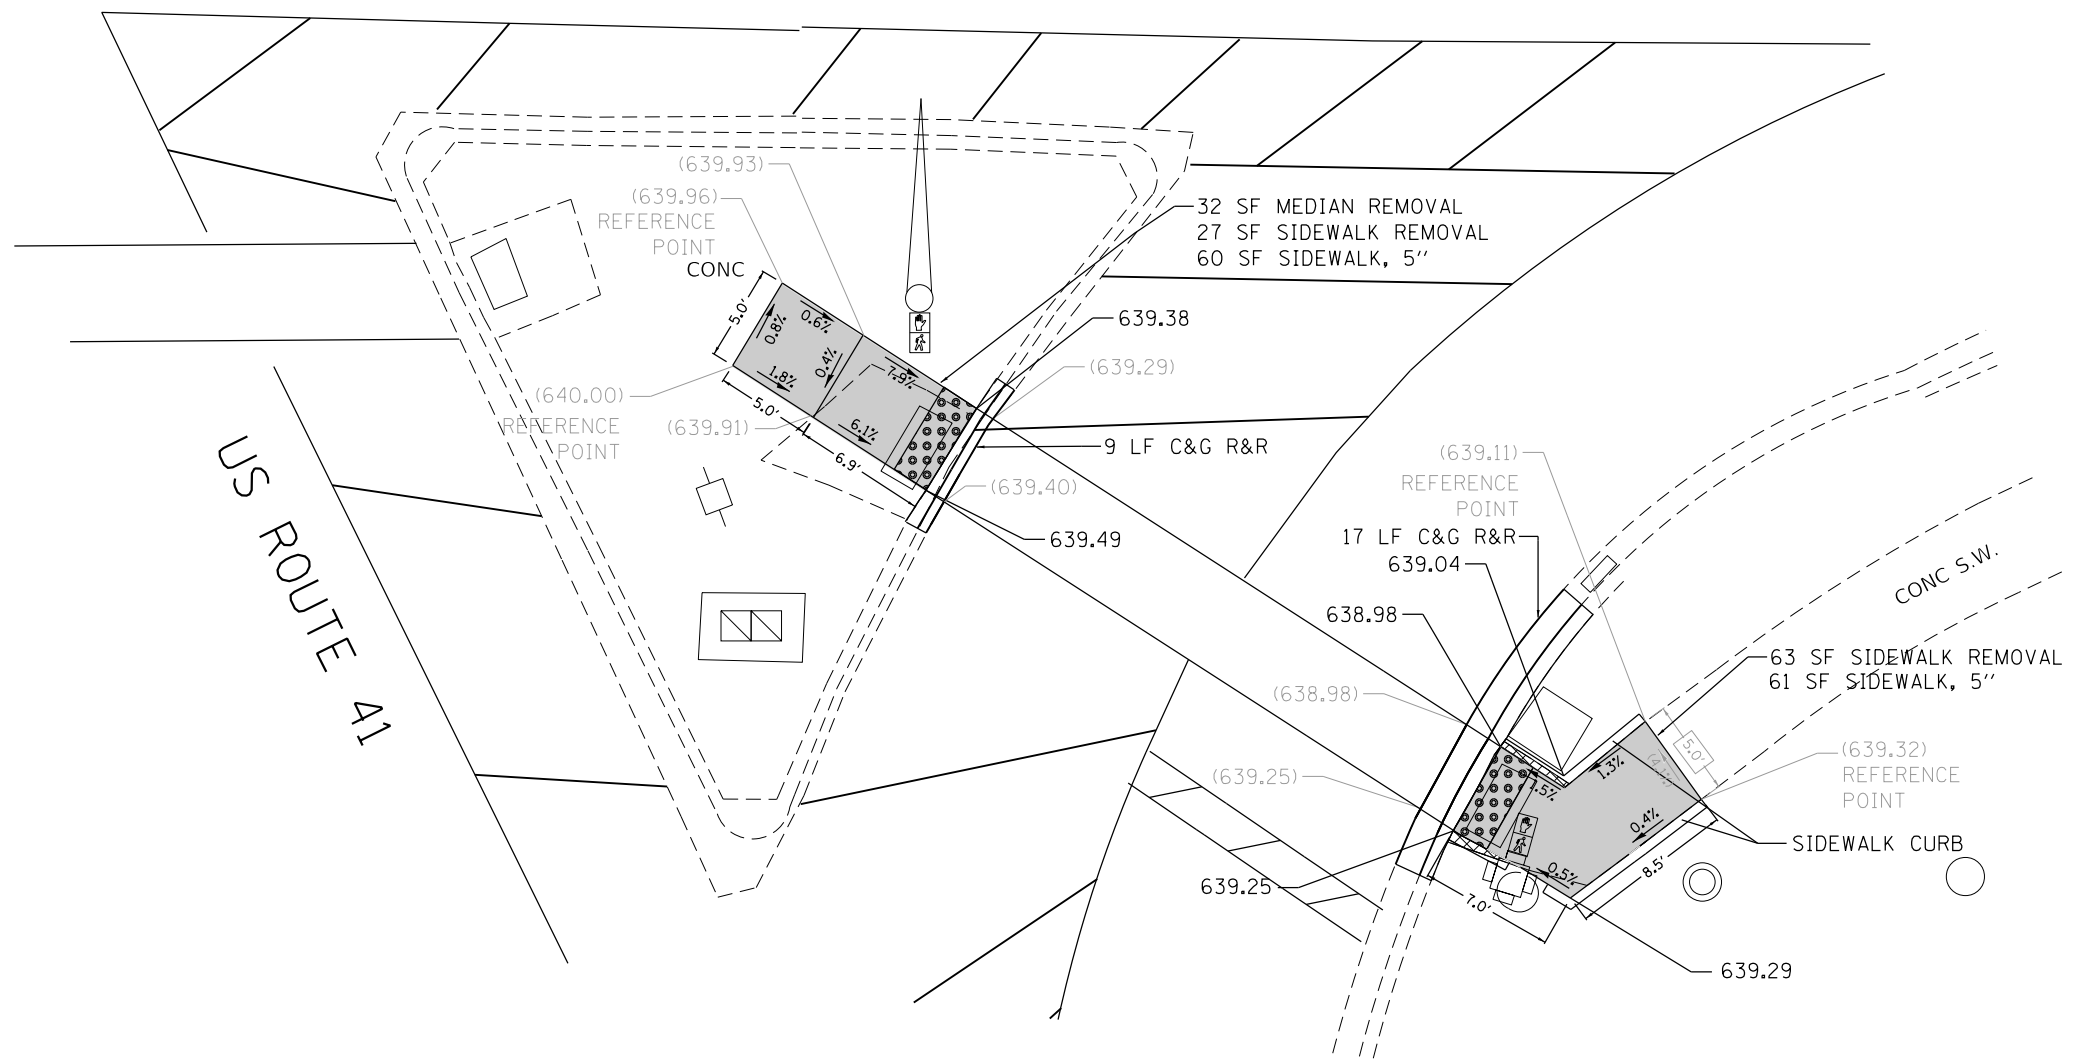 (639.93)
(639.96)
REFERENCE
POINT
CONC
32 SF MEDIAN REMOVAL
27 SF SIDEWALK REMOVAL
60 SF SIDEWALK, 5''
5.0'
0.8%
0.6%
0.4%
1.8%
7.9%
6.1%
5.0'
6.9'
639.38
(639.29)
(640.00)
REFERENCE
POINT
(639.91)
9 LF C&G R&R
(639.40)
639.49
US ROUTE 41
(639.11)
REFERENCE
POINT
17 LF C&G R&R
639.04
638.98
(638.98)
(639.25)
639.25
CONC S.W.
63 SF SIDEWALK REMOVAL
61 SF SIDEWALK, 5''
5.0'
1.3%
1.5%
0.4%
0.5%
(639.32)
REFERENCE
POINT
SIDEWALK CURB
8.5'
7.0'
639.29